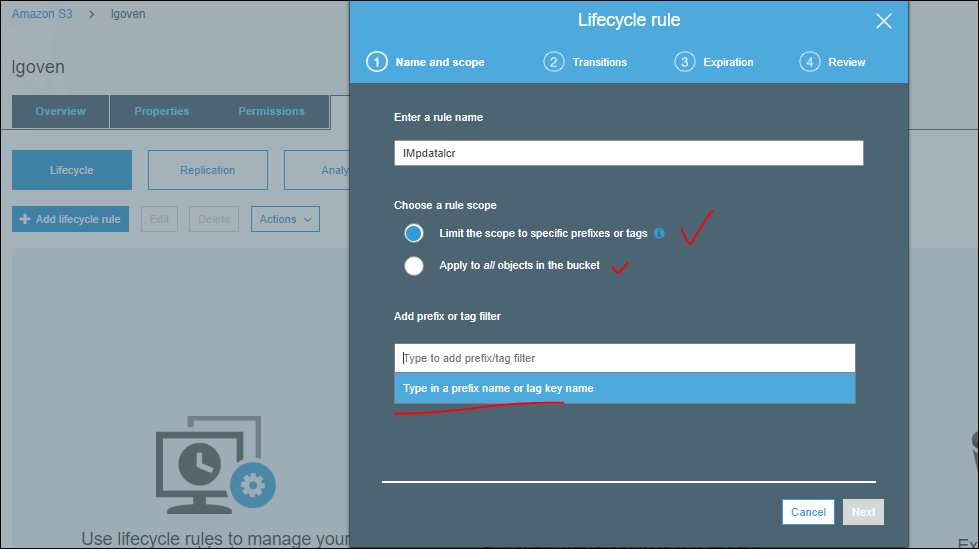 Amazon S3 > lgoven
lgoven
Overview Properties Permissions
Lifecycle Replication Analy
+ Add lifecycle rule Edit Delete Actions
Use lifecycle rules to manage your
Lifecycle rule
1 Name and scope 2 Transitions 3 Expiration 4 Review
Enter a rule name
IMpdatalcr
Choose a rule scope
Limit the scope to specific prefixes or tags
Apply to all objects in the bucket
Add prefix or tag filter
Type to add prefix/tag filter
Type in a prefix name or tag key name
Cancel Next